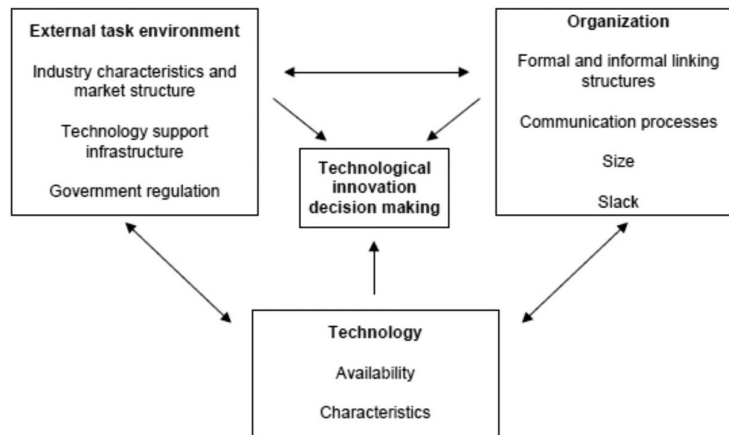 External task environment
Industry characteristics and
market structure
Technology support
infrastructure
Government regulation
Organization
Formal and informal linking
structures
Communication processes
Size
Slack
Technological
innovation
decision making
Technology
Availability
Characteristics